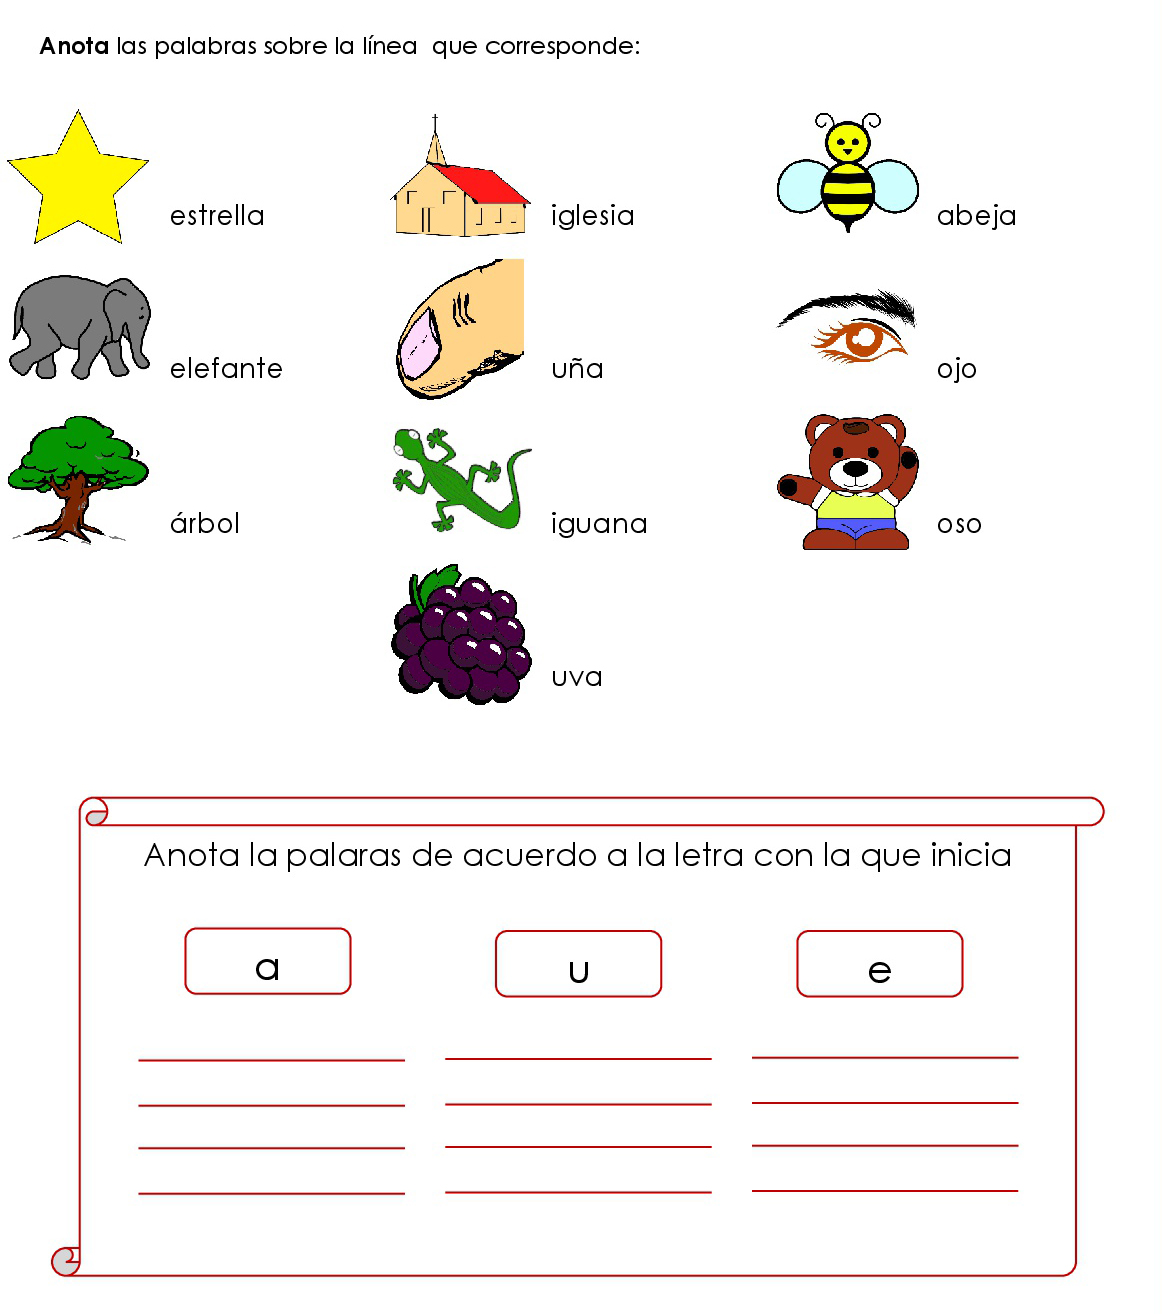 Anota las palabras sobre la línea que corresponde:
estrella
iglesia
abeja
elefante
uña
ojo
árbol
iguana
oso
uva
Anota la palaras de acuerdo a la letra con la que inicia
a
u
e